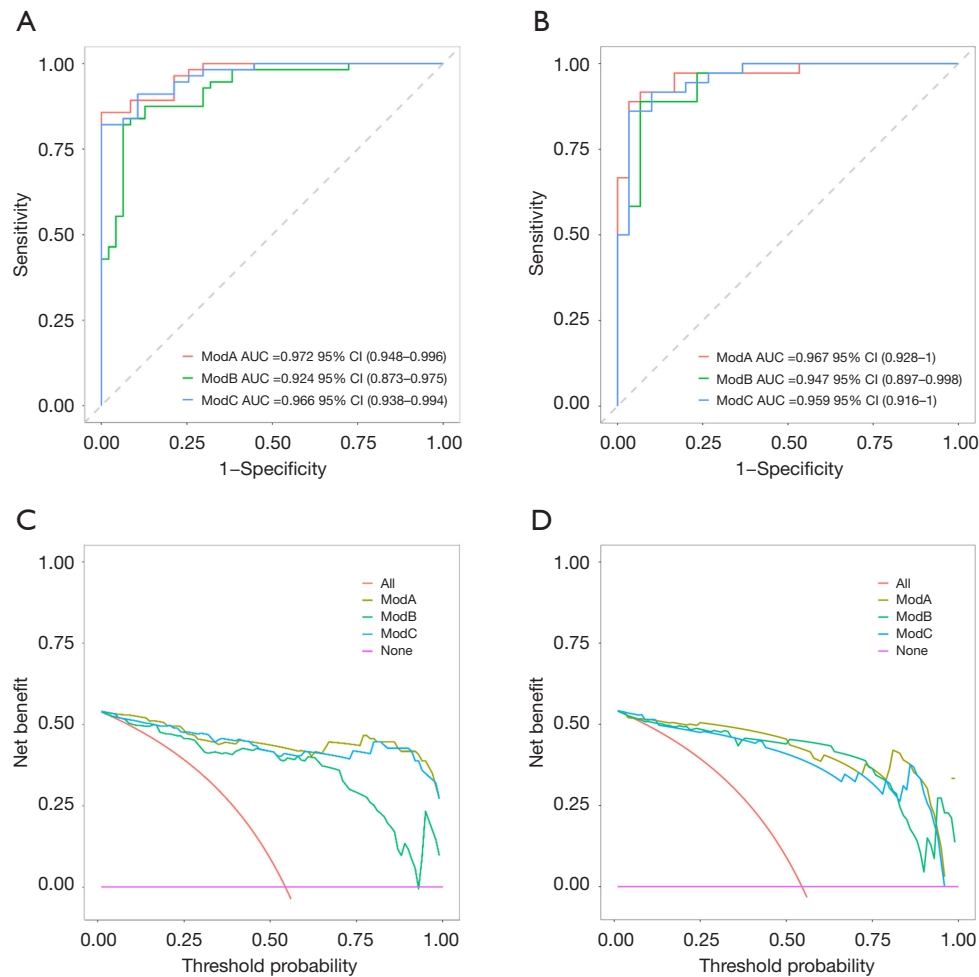 A
1.00
0.75
0.50
0.25
0.00
Sensitivity
ModA AUC =0.972 95% CI (0.948–0.996)
ModB AUC =0.924 95% CI (0.873–0.975)
ModC AUC =0.966 95% CI (0.938–0.994)
0.00 0.25 0.50 0.75 1.00
1–Specificity
B
1.00
0.75
0.50
0.25
0.00
Sensitivity
ModA AUC =0.967 95% CI (0.928–1)
ModB AUC =0.947 95% CI (0.897–0.998)
ModC AUC =0.959 95% CI (0.916–1)
0.00 0.25 0.50 0.75 1.00
1–Specificity
C
1.00
0.75
0.50
0.25
0.00
Net benefit
All
ModA
ModB
ModC
None
0.00 0.25 0.50 0.75 1.00
Threshold probability
D
1.00
0.75
0.50
0.25
0.00
Net benefit
All
ModA
ModB
ModC
None
0.00 0.25 0.50 0.75 1.00
Threshold probability